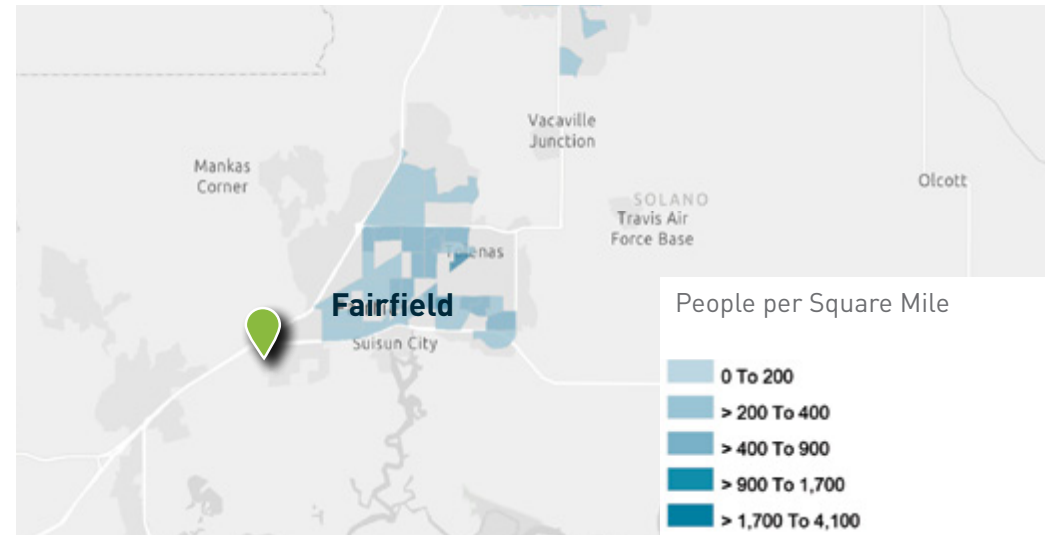 Vacaville
Junction
Mankas
Corner
Olcott
SOLANO
Travis Air
Force Base
Fairfield
Suisun City
People per Square Mile
0 To 200
> 200 To 400
> 400 To 900
> 900 To 1,700
> 1,700 To 4,100